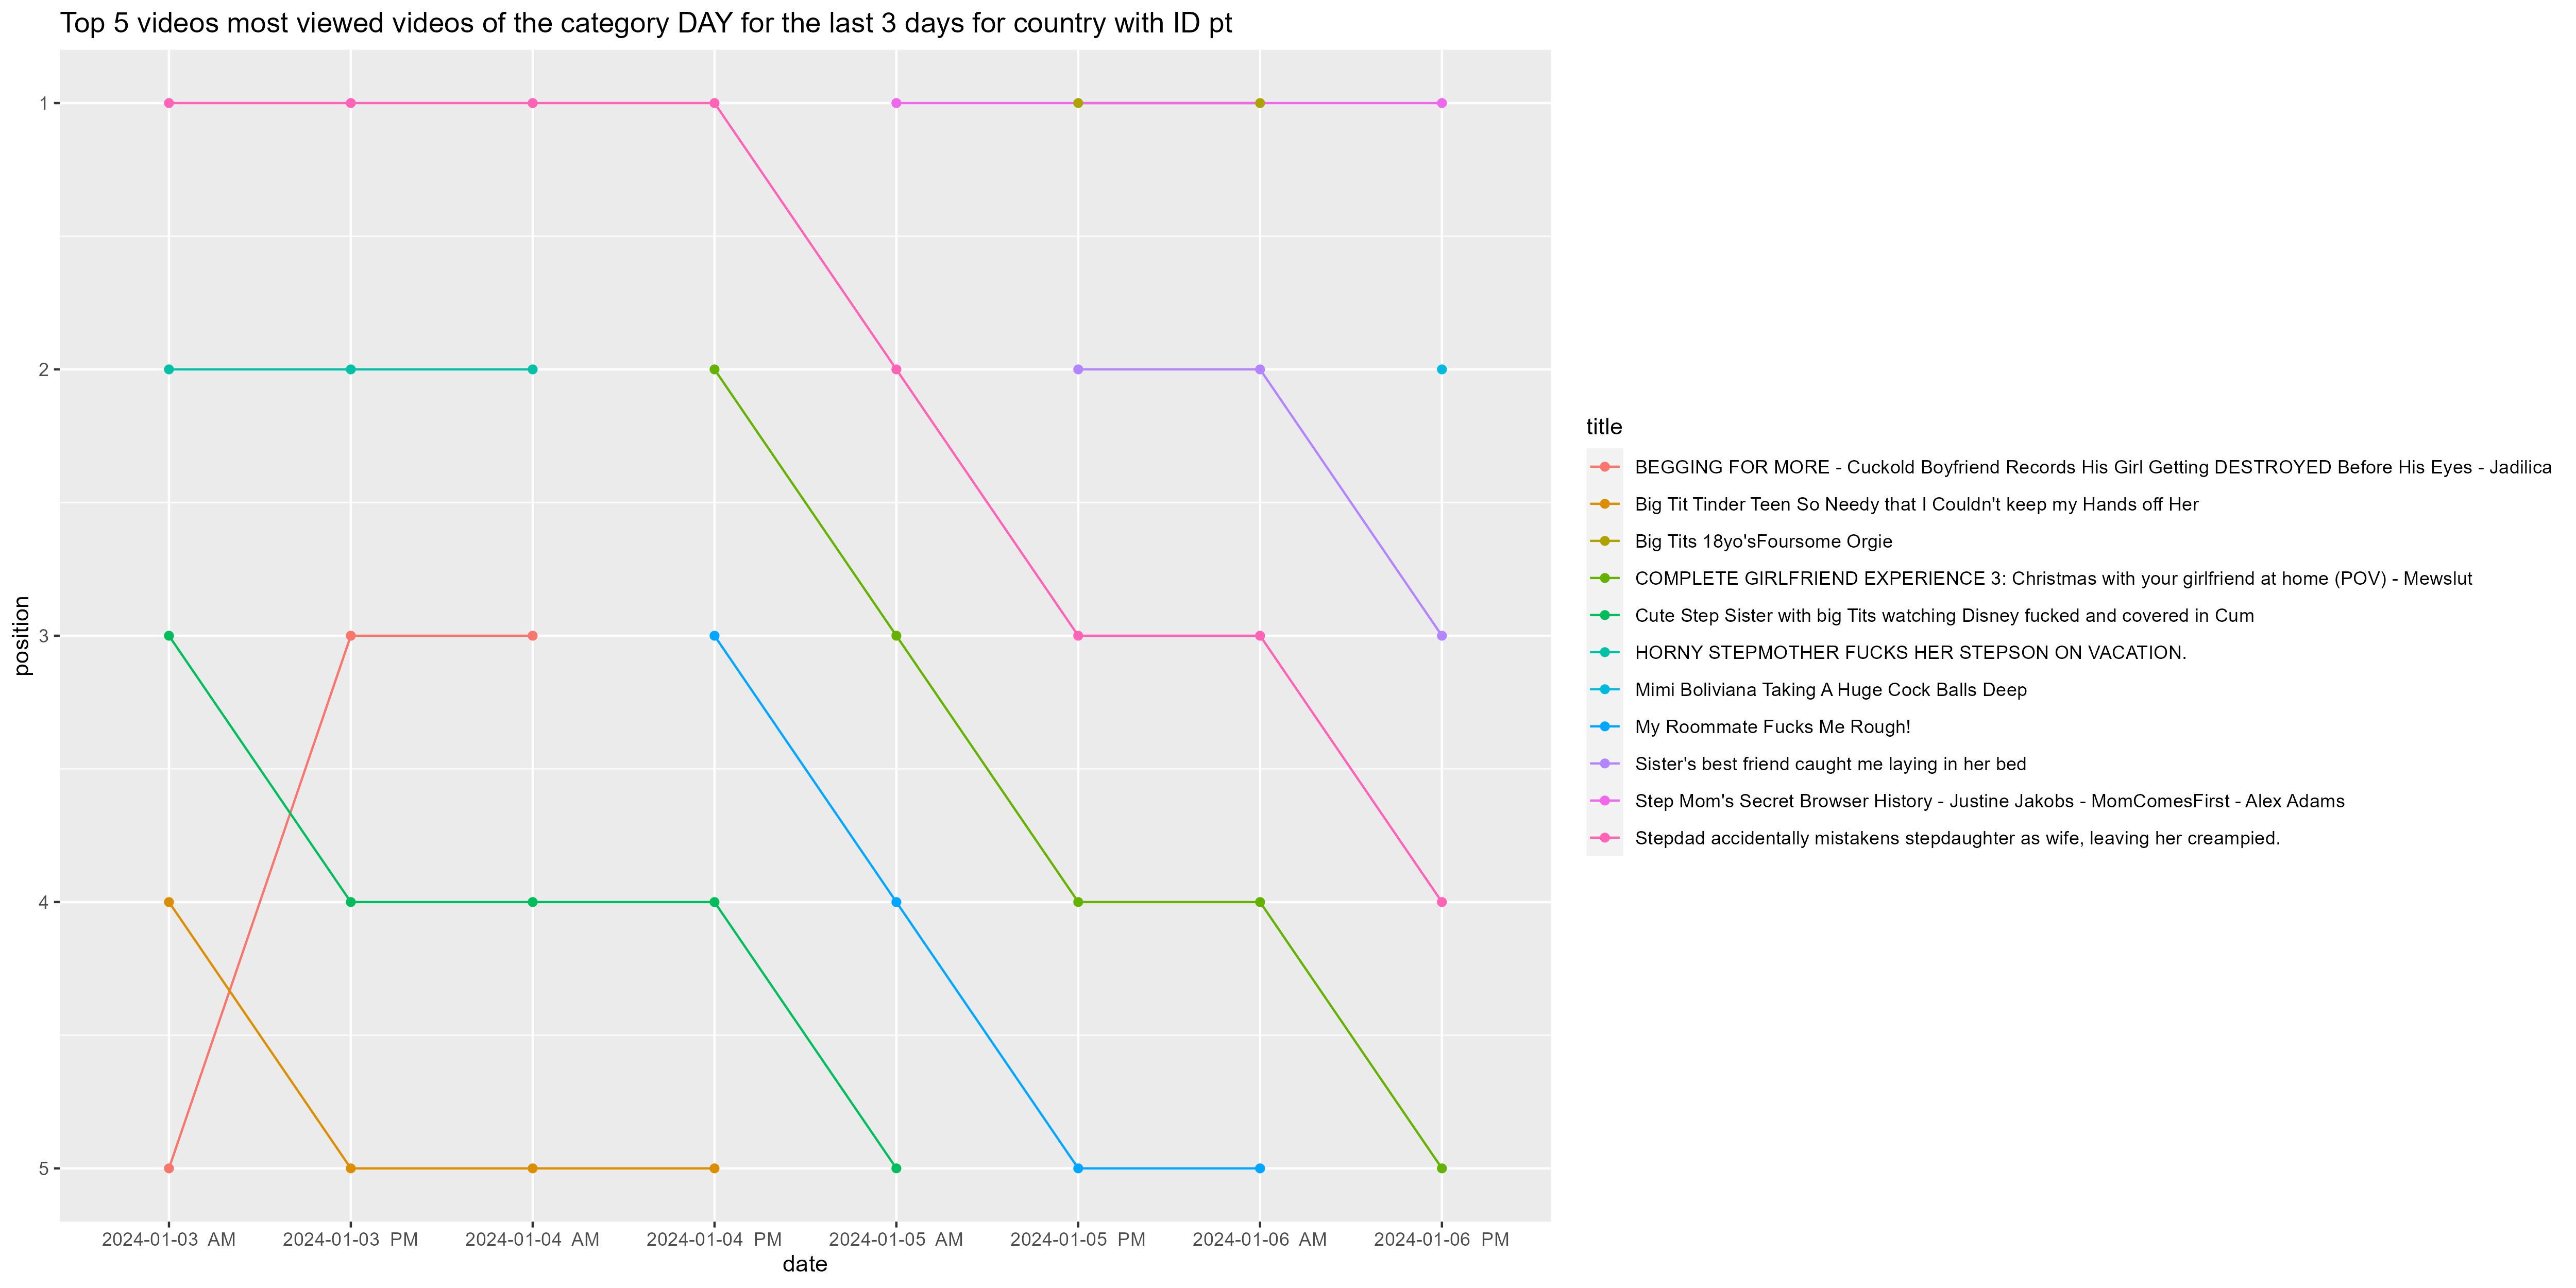 Top 5 videos most viewed videos of the category DAY for the last 3 days for country with ID pt
1
2
3
4
5
position
2024-01-03 AM
2024-01-03 PM
2024-01-04 AM
2024-01-04 PM
2024-01-05 AM
2024-01-05 PM
2024-01-06 AM
2024-01-06 PM
date
title
BEGGING FOR MORE - Cuckold Boyfriend Records His Girl Getting DESTROYED Before His Eyes - Jadilica
Big Tit Tinder Teen So Needy that I Couldn't keep my Hands off Her
Big Tits 18yo'sFoursome Orgie
COMPLETE GIRLFRIEND EXPERIENCE 3: Christmas with your girlfriend at home (POV) - Mewslut
Cute Step Sister with big Tits watching Disney fucked and covered in Cum
HORNY STEPMOTHER FUCKS HER STEPSON ON VACATION.
Mimi Boliviana Taking A Huge Cock Balls Deep
My Roommate Fucks Me Rough!
Sister's best friend caught me laying in her bed
Step Mom's Secret Browser History - Justine Jakobs - MomComesFirst - Alex Adams
Stepdad accidentally mistakens stepdaughter as wife, leaving her creampied.